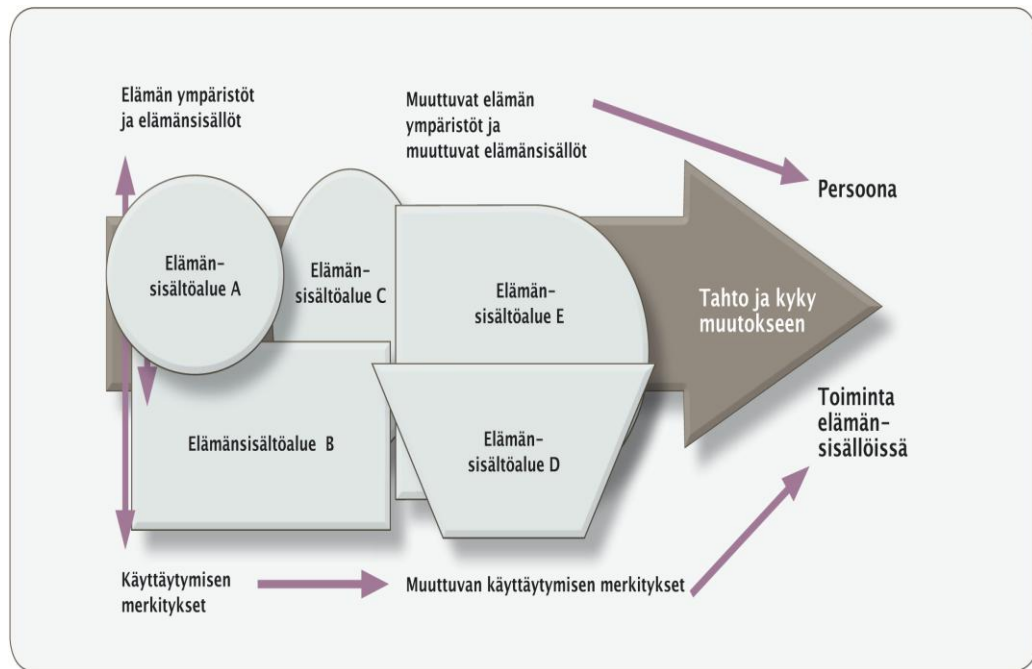 Elämän ympäristöt
ja elämänsisällöt
Muuttuvat elämän
ympäristöt ja
muuttuvat elämänsisällöt
Persoona
Elämän-
sisältöalue A
Elämän-
sisältöalue C
Elämän-
sisältöalue E
Tahto ja kyky
muutokseen
Elämänsisältöalue B
Elämän-
sisältöalue D
Toiminta
elämän-
sisällöissä
Käyttäytymisen
merkitykset
Muuttuvan käyttäytymisen merkitykset